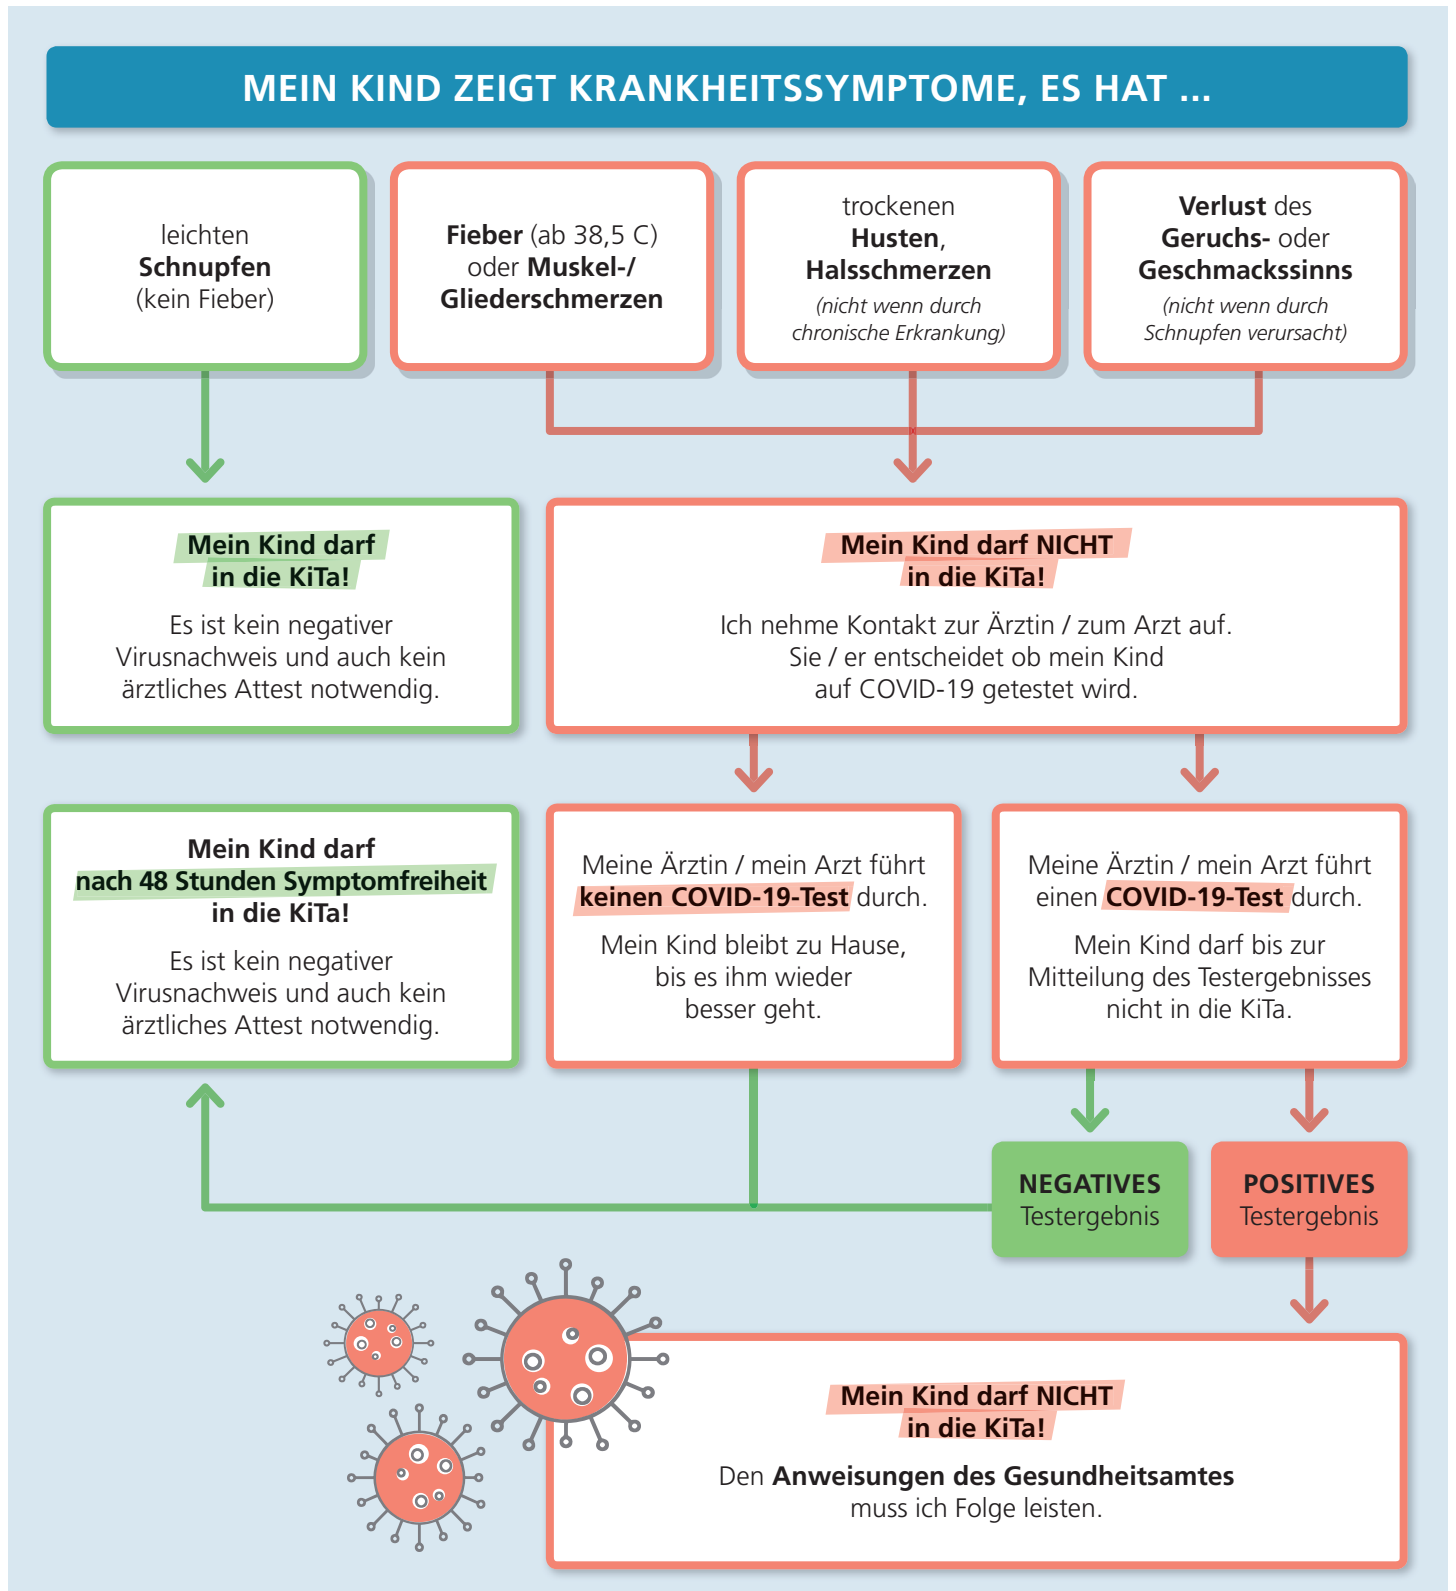 MEIN KIND ZEIGT KRANKHEITSSYMPTOME, ES HAT ...
leichten
Schnupfen
(kein Fieber)
Fieber (ab 38,5 C)
oder Muskel-/
Gliederschmerzen
trockenen
Husten,
Halsschmerzen
(nicht wenn durch
chronische Erkrankung)
Verlust des
Geruchs- oder
Geschmackssinns
(nicht wenn durch
Schnupfen verursacht)
Mein Kind darf
in die KiTa!
Es ist kein negativer
Virusnachweis und auch kein
ärztliches Attest notwendig.
Mein Kind darf NICHT
in die KiTa!
Ich nehme Kontakt zur Ärztin / zum Arzt auf.
Sie / er entscheidet ob mein Kind
auf COVID-19 getestet wird.
Mein Kind darf
nach 48 Stunden Symptomfreiheit
in die KiTa!
Es ist kein negativer
Virusnachweis und auch kein
ärztliches Attest notwendig.
Meine Ärztin / mein Arzt führt
keinen COVID-19-Test durch.
Mein Kind bleibt zu Hause,
bis es ihm wieder
besser geht.
Meine Ärztin / mein Arzt führt
einen COVID-19-Test durch.
Mein Kind darf bis zur
Mitteilung des Testergebnisses
nicht in die KiTa.
NEGATIVES
Testergebnis
POSITIVES
Testergebnis
Mein Kind darf NICHT
in die KiTa!
Den Anweisungen des Gesundheitsamtes
muss ich Folge leisten.